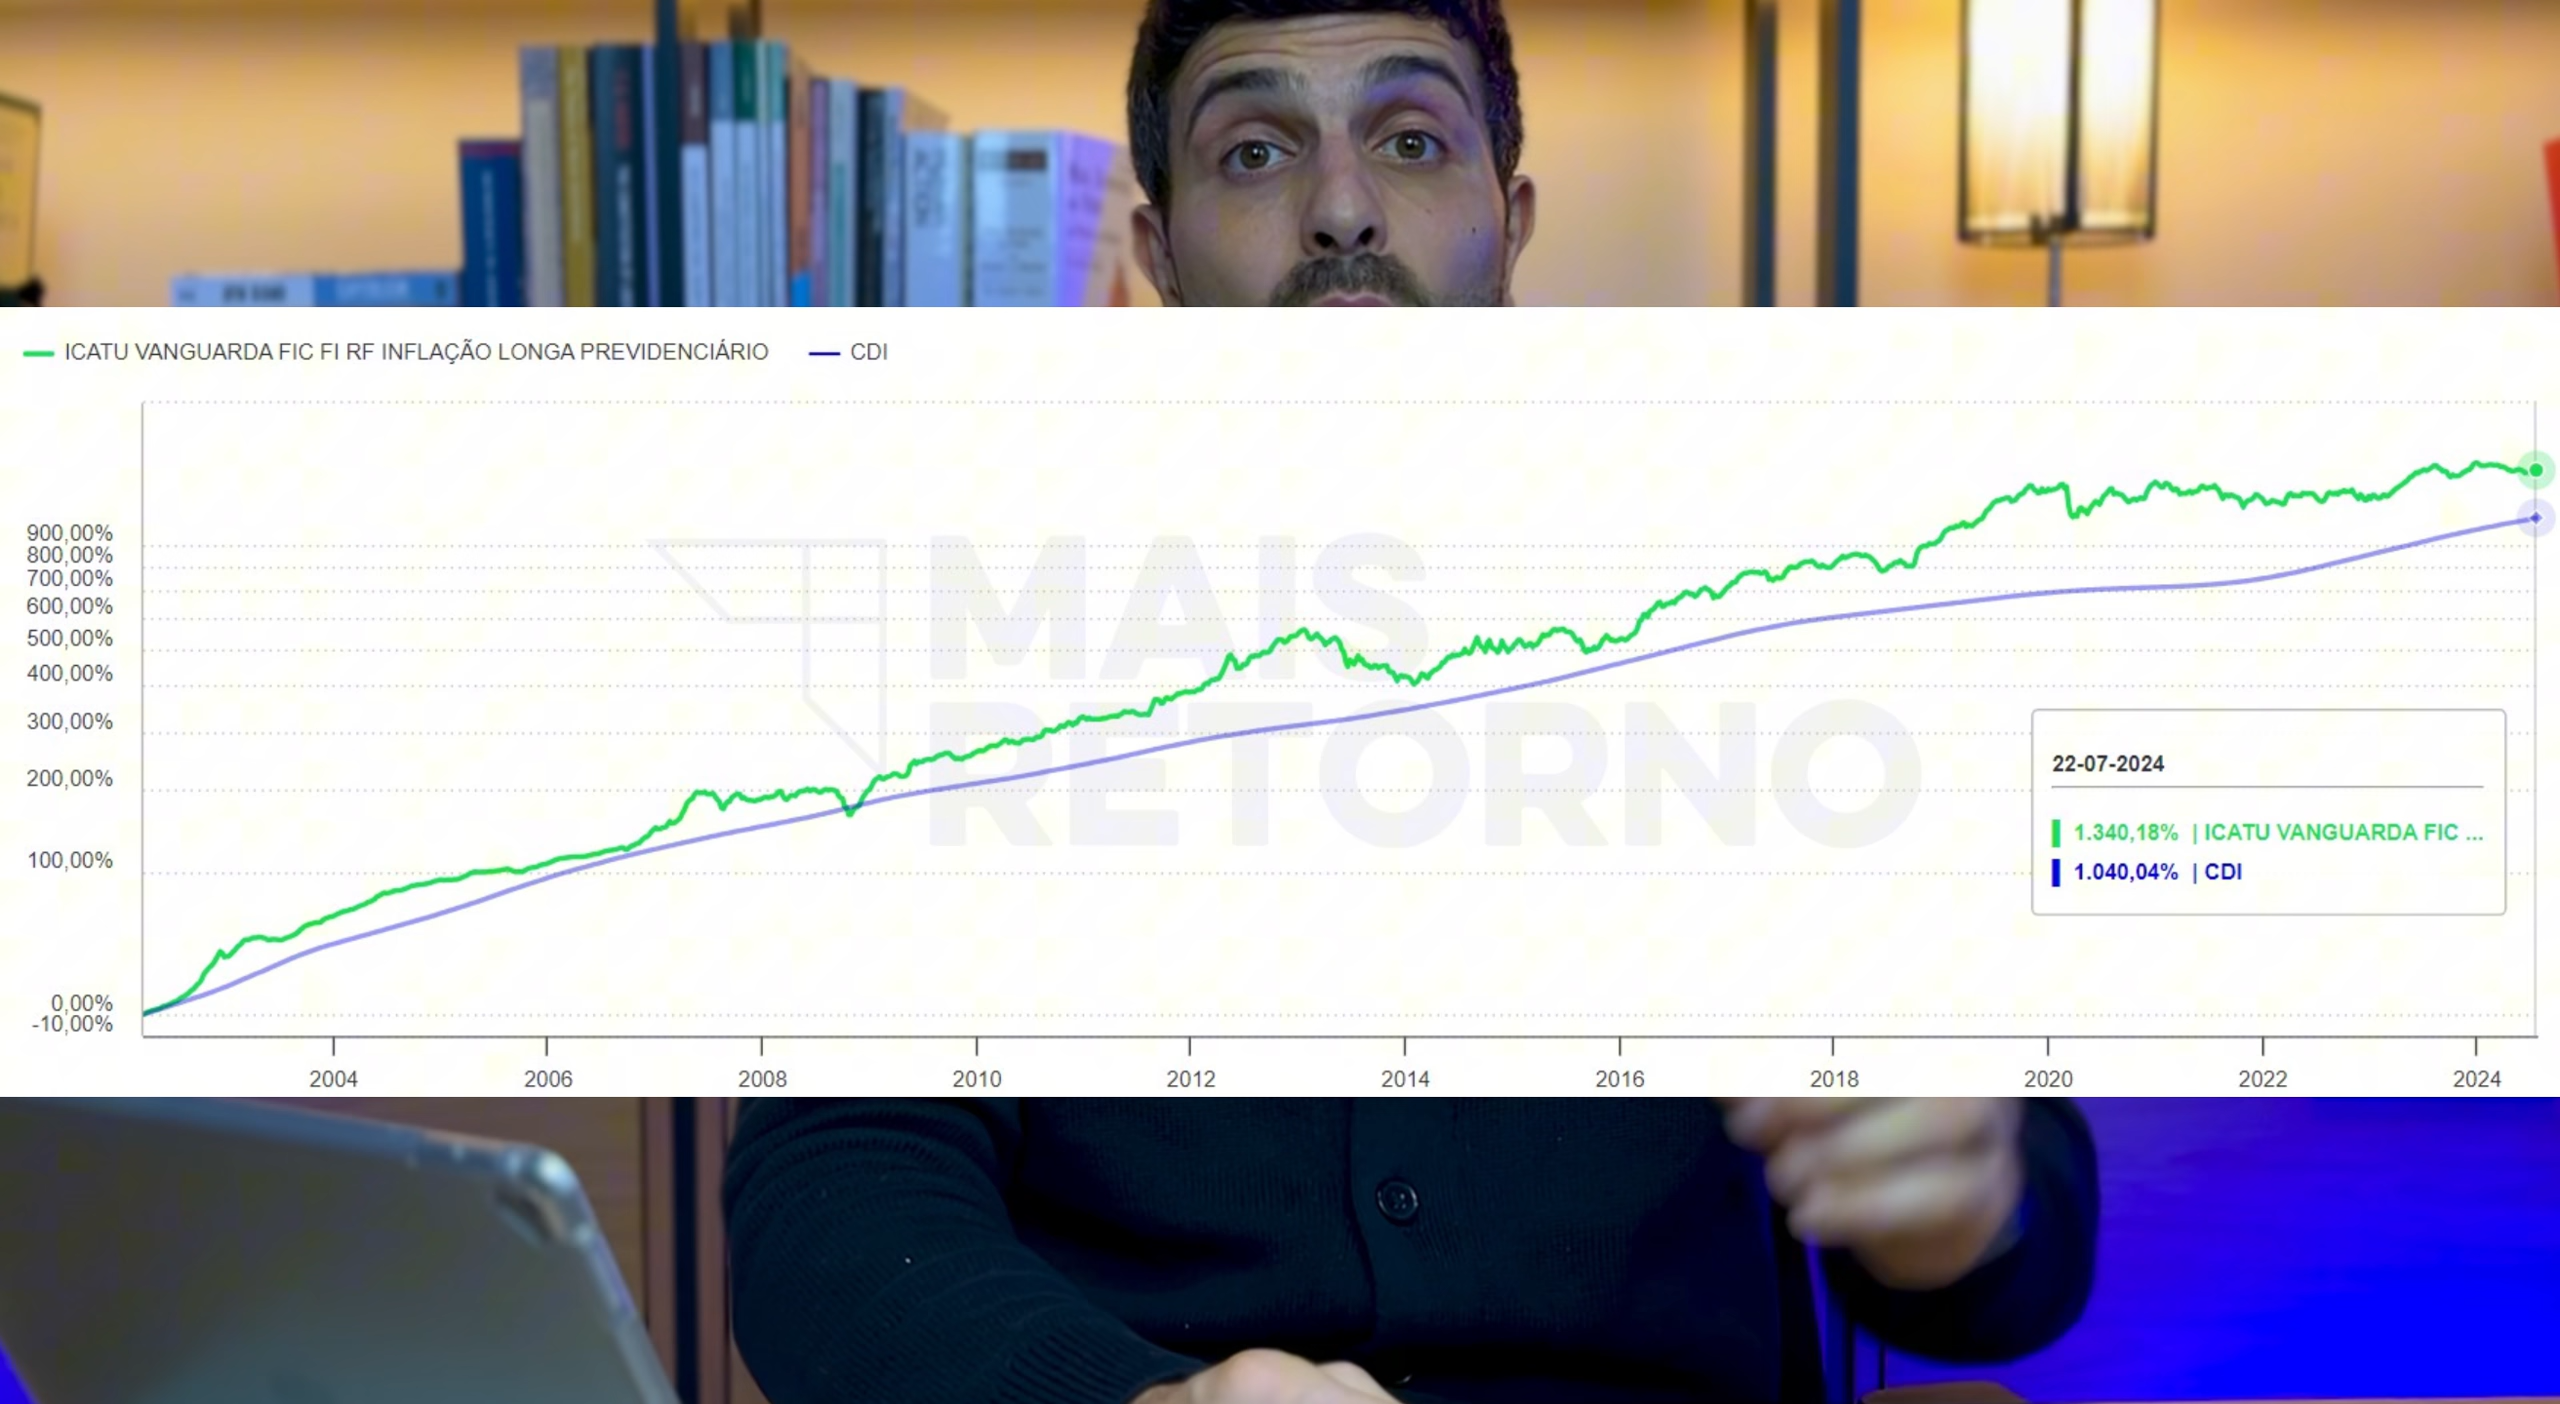 ICATU VANGUARDA FIC FI RF INFLAÇÃO LONGA PREVIDENCIÁRIO
CDI
900,00%
800,00%
700,00%
600,00%
500,00%
400,00%
300,00%
200,00%
100,00%
0,00%
-10,00%
MAIS
RETORNO
22-07-2024
1.340,18% | ICATU VANGUARDA FIC ...
1.040,04% | CDI
2004 2006 2008 2010 2012 2014 2016 2018 2020 2022 2024